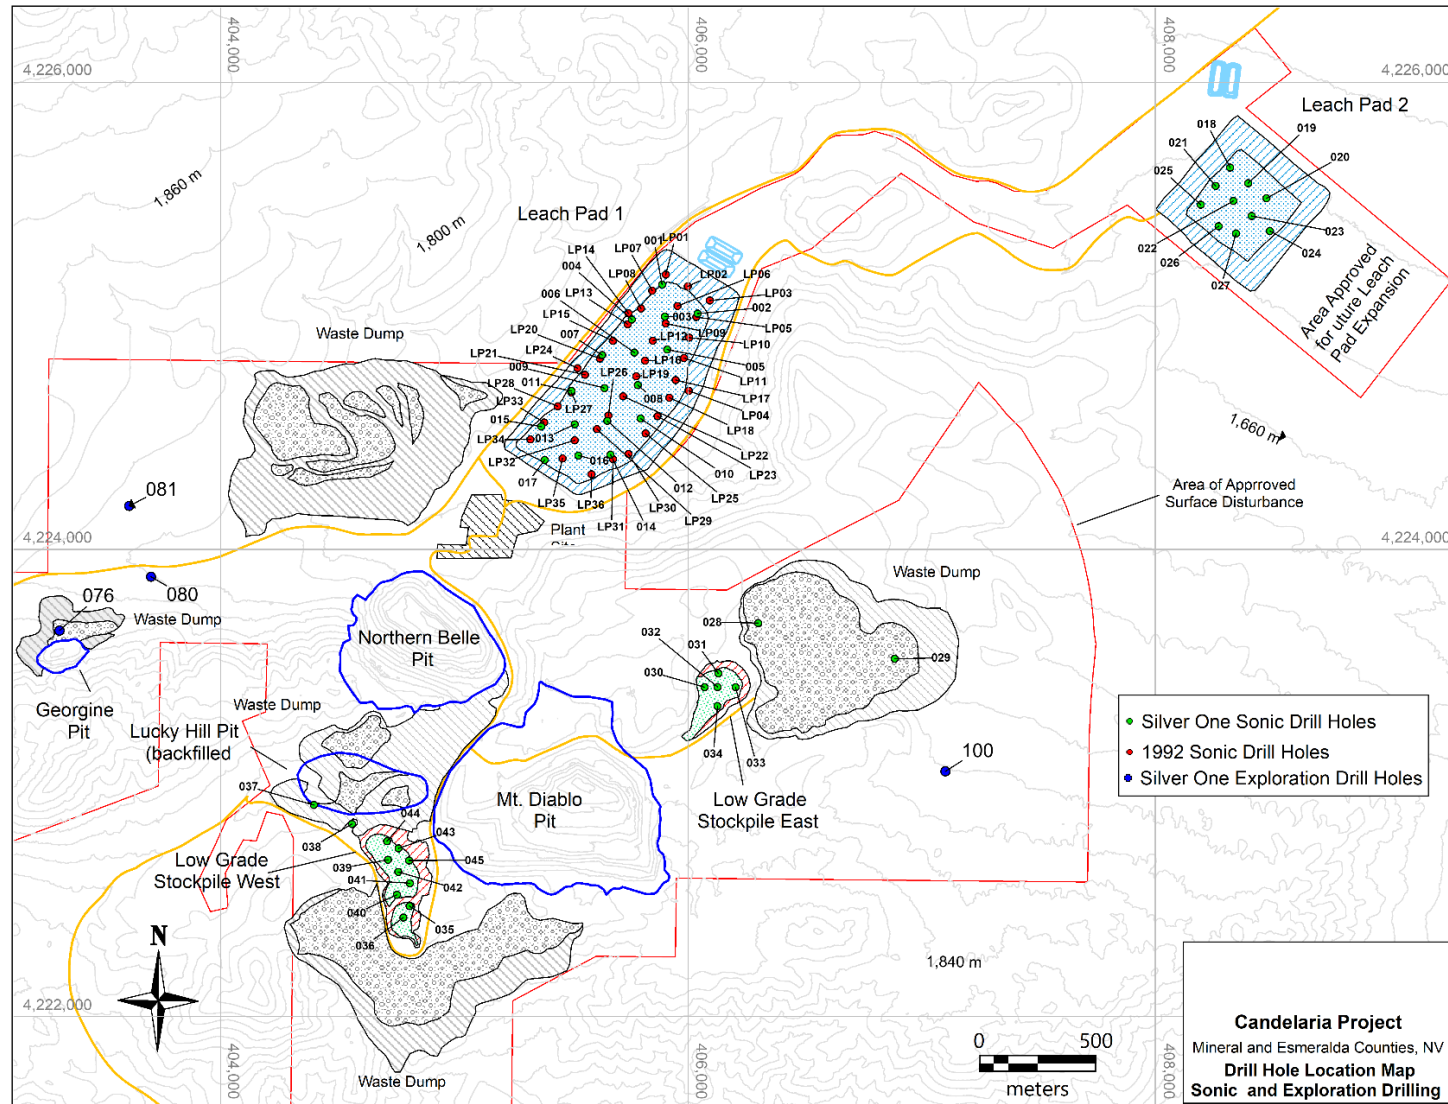 404,000
406,000
408,000
4,226,000
4,226,000
Leach Pad 2
018
019
021
020
025
1,860 m
Leach Pad 1
1,800 m
001
LP01
LP14
LP07
004
LP08
LP02
LP06
LP13
LP03
006
002
LP15
003
LP05
LP20
007
LP12
LP09
LP10
Waste Dump
LP21
LP24
LP16
005
009
LP26
LP19
LP11
LP28
011
008
LP17
LP33
LP27
LP04
015
LP18
LP34
013
LP22
LP32
016
010
LP23
017
012
LP25
LP35
LP36
LP30
LP31
014
LP29
022
023
026
024
027
Area Approved
for uture Leach
Pad Expansion
1,660 m
081
Plant
Area of Apprroved
Surface Disturbance
4,224,000
4,224,000
080
076
Waste Dump
Waste Dump
Northern Belle
Pit
028
032
031
029
030
Georgine
Pit
Waste Dump
Lucky Hill Pit
(backfilled
034
033
100
Silver One Sonic Drill Holes
1992 Sonic Drill Holes
Silver One Exploration Drill Holes
037
Mt. Diablo
Pit
Low Grade
Stockpile East
044
043
038
Low Grade
Stockpile West
039
045
041
042
040
035
036
N
1,840 m
4,222,000
0
500
meters
Candelaria Project
Mineral and Esmeralda Counties, NV
Drill Hole Location Map
Sonic and Exploration Drilling
Waste Dump
404,000
406,000
408,000